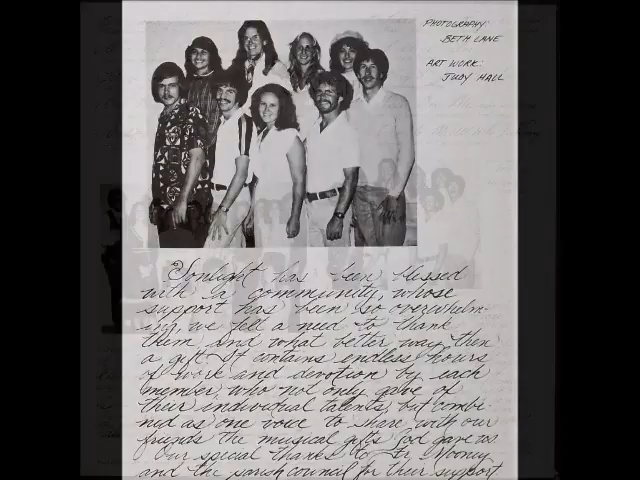 PHOTOGRAPHY:
BETH LANE
ART WORK:
JUDY HALL
Sonlight has been blessed
with a community, whose
support has been so overwhelm-
ing, we fell a need to thank
them and what better way then
a gift. It contains endless hours
of work and devotion by each
member, who not only gave of
their individual talents, but combi-
ned as one voice to share with our
friends the musical gifts God gave us.
Our special thanks to Fr. Mooney
and the parish council for their support